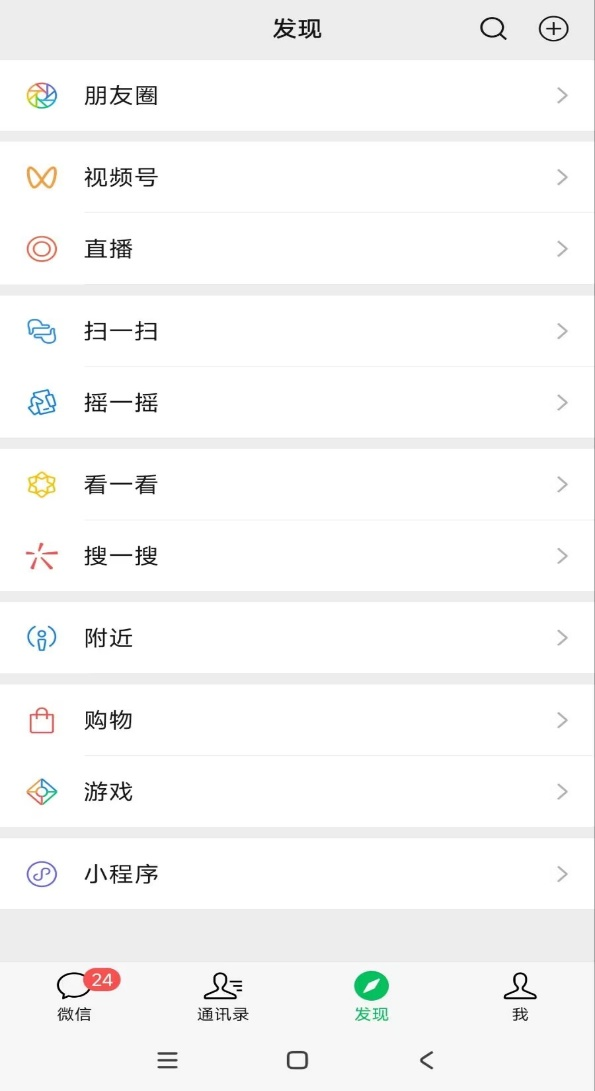 发现
朋友圈
视频号
直播
扫一扫
摇一摇
看一看
搜一搜
附近
购物
游戏
小程序
24
微信
通讯录
发现
我